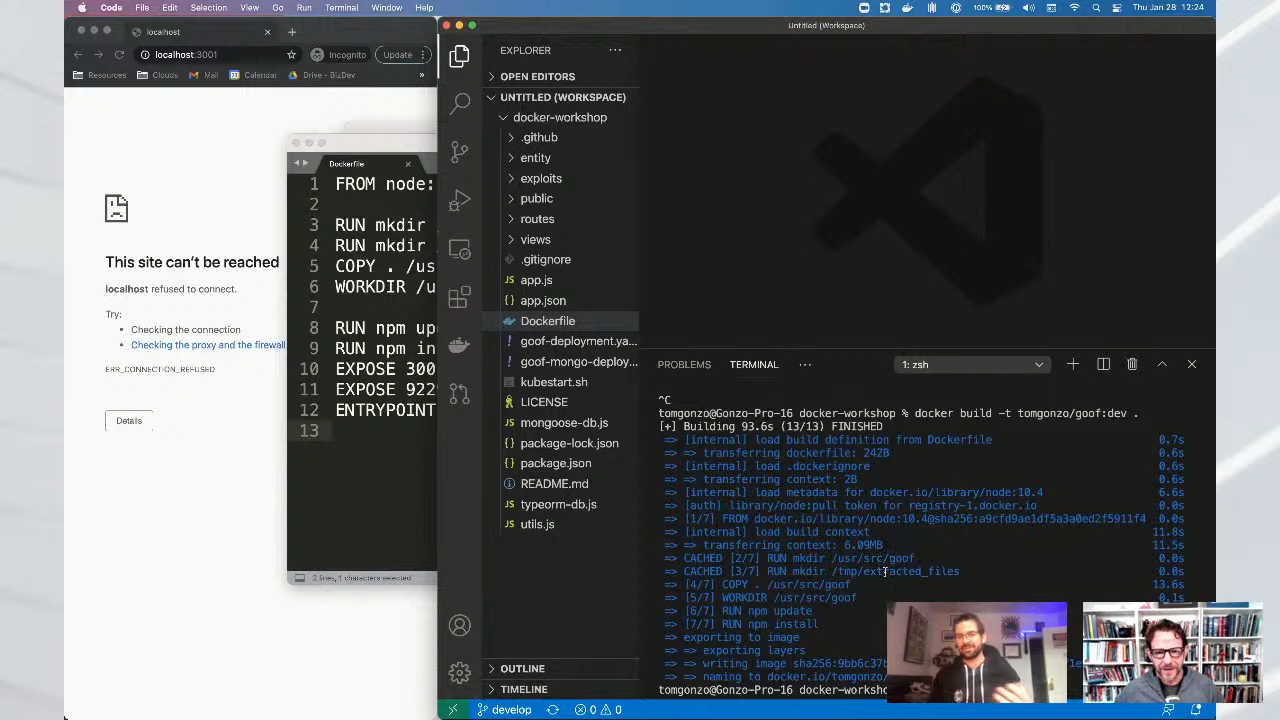 Code File Edit Selection View Go Run Terminal Window Help
100% Thu Jan 28 12:24
localhost
localhost:3001
Incognito
Update
Resources
Clouds
Mail
Calendar
Drive - BizDev
»
This site can't be reached
localhost refused to connect.
Try:
• Checking the connection
• Checking the proxy and the firewall
ERR_CONNECTION_REFUSED
Details
Dockerfile
1 FROM node:
2
3 RUN mkdir
4 RUN mkdir
5 COPY . /us
6 WORKDIR /u
7
8 RUN npm up
9 RUN npm in
10 EXPOSE 300
11 EXPOSE 922
12 ENTRYPOINT
13
2 lines, 1 characters selected
Untitled (Workspace)
EXPLORER
OPEN EDITORS
UNTITLED (WORKSPACE)
docker-workshop
.github
entity
exploits
public
routes
views
.gitignore
JS app.js
{} app.json
Dockerfile
! goof-deployment.ya...
! goof-mongo-deploy...
kubestart.sh
LICENSE
JS mongoose-db.js
{} package-lock.json
{} package.json
README.md
JS typeorm-db.js
JS utils.js
OUTLINE
TIMELINE
PROBLEMS TERMINAL ... 1: zsh
^C
tomgonzo@Gonzo-Pro-16 docker-workshop % docker build -t tomgonzo/goof:dev .
[+] Building 93.6s (13/13) FINISHED
=> [internal] load build definition from Dockerfile 0.7s
=> => transferring dockerfile: 242B 0.6s
=> [internal] load .dockerignore 0.6s
=> => transferring context: 2B 0.6s
=> [internal] load metadata for docker.io/library/node:10.4 6.6s
=> [auth] library/node:pull token for registry-1.docker.io 0.0s
=> [1/7] FROM docker.io/library/node:10.4@sha256:a9cfd9ae1df5a3a0ed2f5911f4 0.0s
=> [internal] load build context 11.8s
=> => transferring context: 6.09MB 11.5s
=> CACHED [2/7] RUN mkdir /usr/src/goof 0.0s
=> CACHED [3/7] RUN mkdir /tmp/extracted_files 0.0s
=> [4/7] COPY . /usr/src/goof 13.6s
=> [5/7] WORKDIR /usr/src/goof 0.1s
=> [6/7] RUN npm update
=> [7/7] RUN npm install
=> exporting to image
=> => exporting layers
=> => writing image sha256:9bb6c37b
=> => naming to docker.io/tomgonzo/
tomgonzo@Gonzo-Pro-16 docker-worksho
develop 0 0